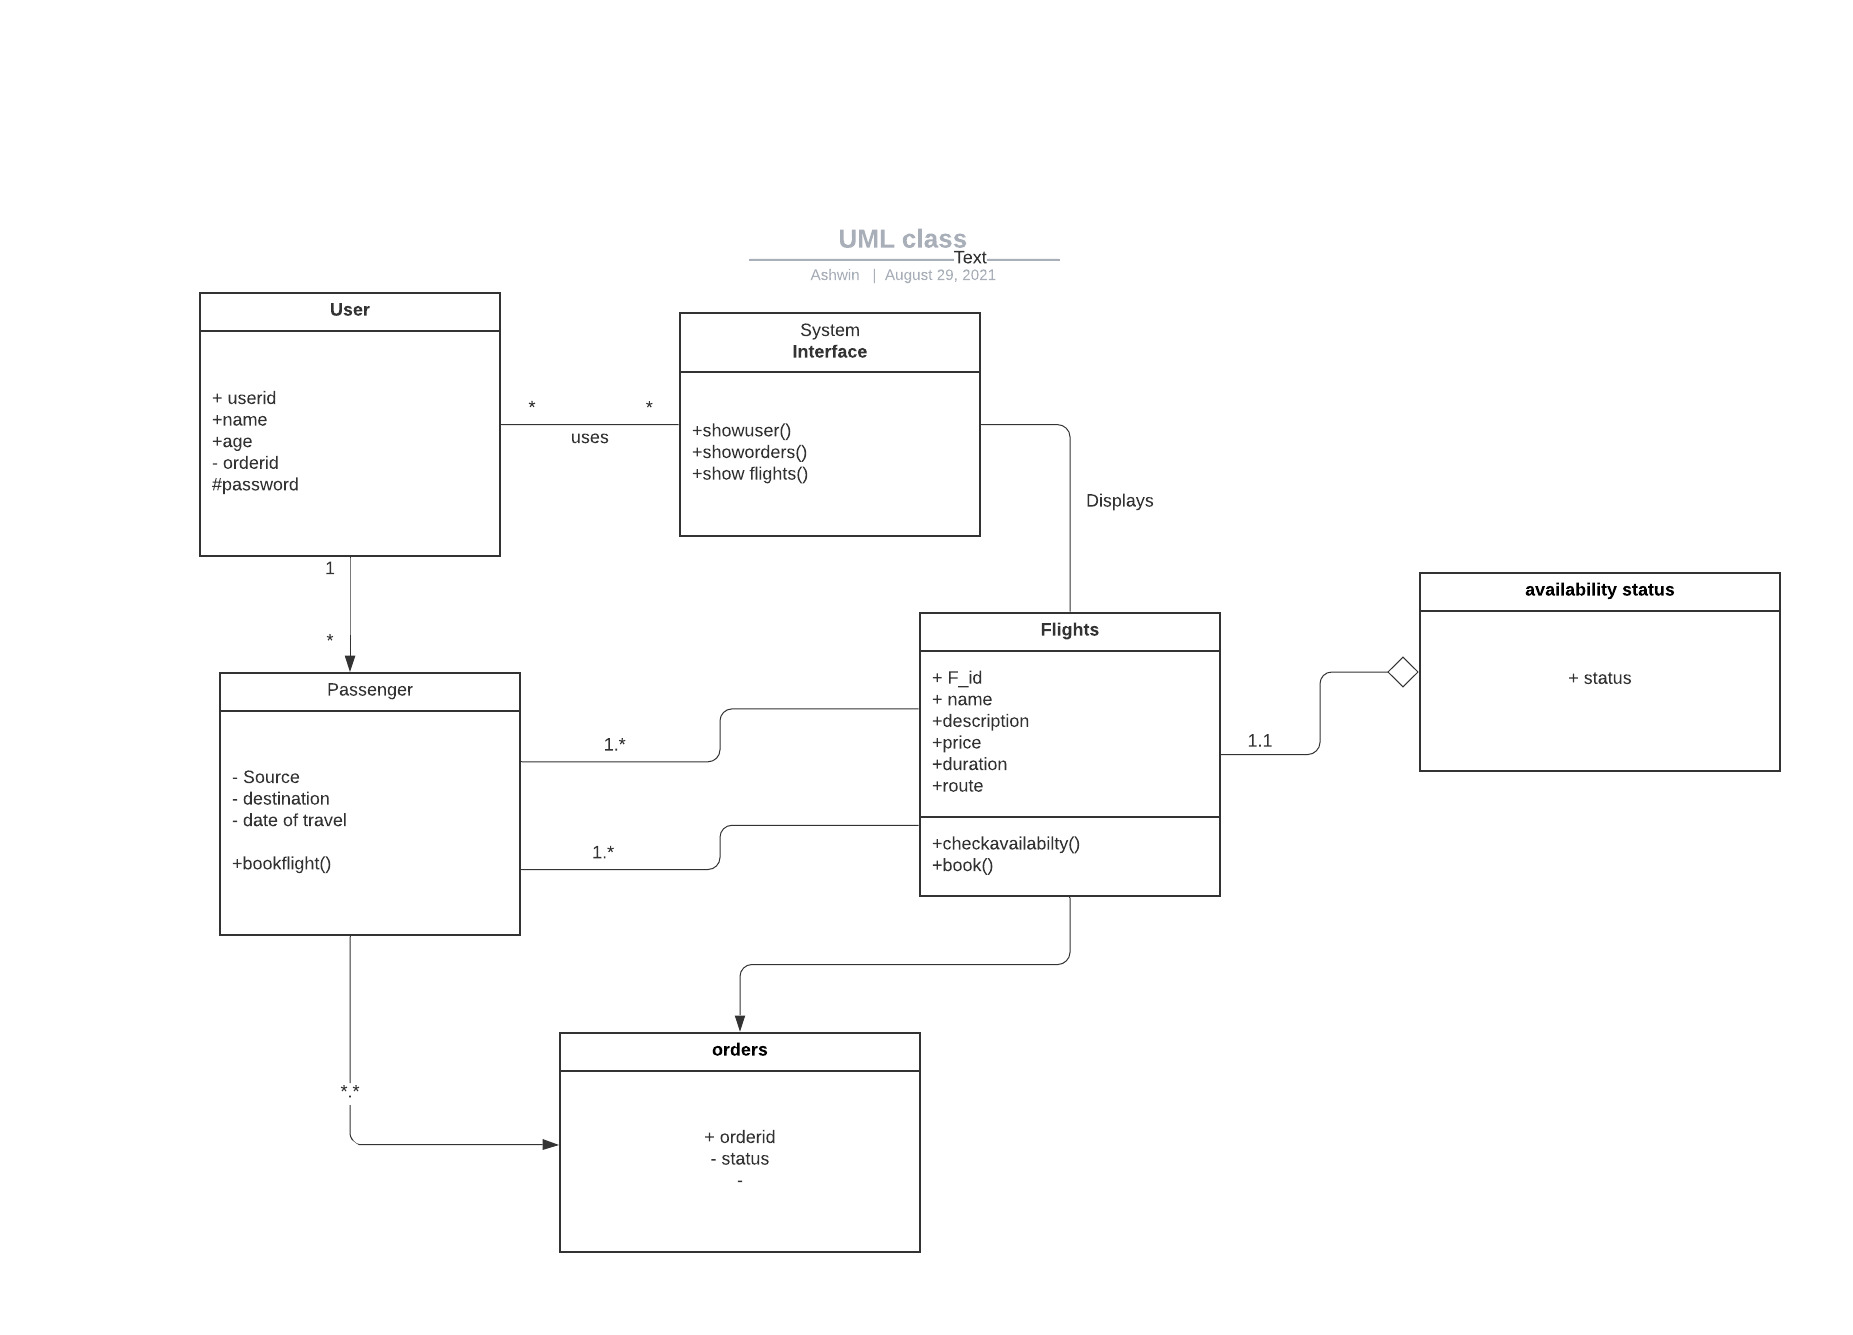 UML class
Text
Ashwin | August 29, 2021
User
+ userid
+name
+age
- orderid
#password
* *
uses
System
Interface
+showuser()
+showorders()
+show flights()
Displays
1
*
Passenger
- Source
- destination
- date of travel
+bookflight()
1.*
1.*
Flights
+ F_id
+ name
+description
+price
+duration
+route
+checkavailabilty()
+book()
1.1
availability status
+ status
*.*
orders
+ orderid
- status
-